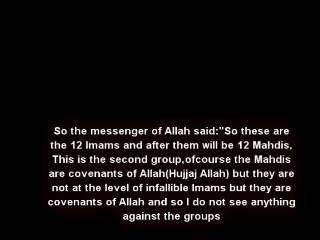 So the messenger of Allah said:"So these are
the 12 Imams and after them will be 12 Mahdis,
This is the second group,ofcourse the Mahdis
are covenants of Allah(Hujjaj Allah) but they are
not at the level of infallible Imams but they are
covenants of Allah and so I do not see anything
against the groups